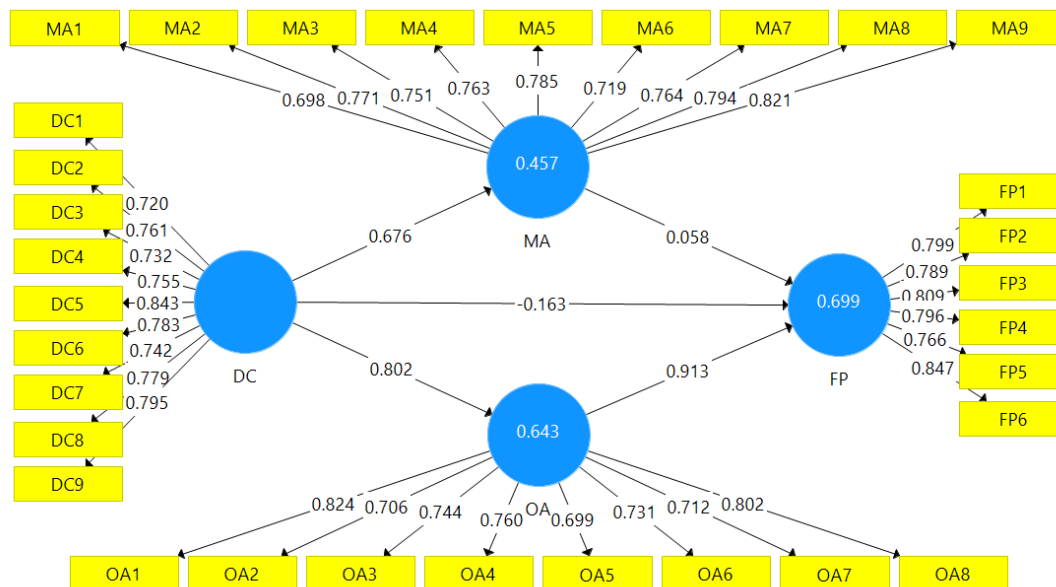 MA1 MA2 MA3 MA4 MA5 MA6 MA7 MA8 MA9
0.698 0.771 0.751 0.763 0.785 0.719 0.764 0.794 0.821
DC1
DC2
DC3
DC4
DC5
DC6
DC7
DC8
DC9
0.720
0.761
0.732
0.755
0.843
0.783
0.742
0.779
0.795
DC
0.457
MA
0.676
0.058
-0.163
0.802
0.913
0.643
OA
0.699
FP
0.799
0.789
0.809
0.796
0.766
0.847
FP1
FP2
FP3
FP4
FP5
FP6
0.824 0.706 0.744 0.760 0.699 0.731 0.712 0.802
OA1 OA2 OA3 OA4 OA5 OA6 OA7 OA8